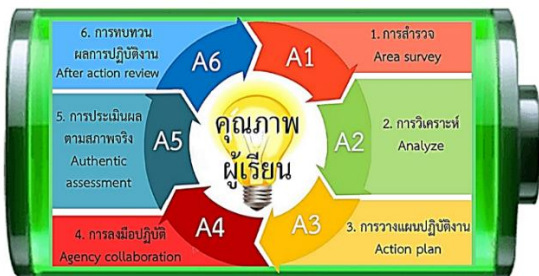 1. การสำรวจ
Area survey
2. การวิเคราะห์
Analyze
3. การวางแผนปฏิบัติงาน
Action plan
4. การลงมือปฏิบัติ
Agency collaboration
5. การประเมินผล
ตามสภาพจริง
Authentic
assessment
6. การทบทวน
ผลการปฏิบัติงาน
After action review
A1
A2
A3
A4
A5
A6
คุณภาพ
ผู้เรียน